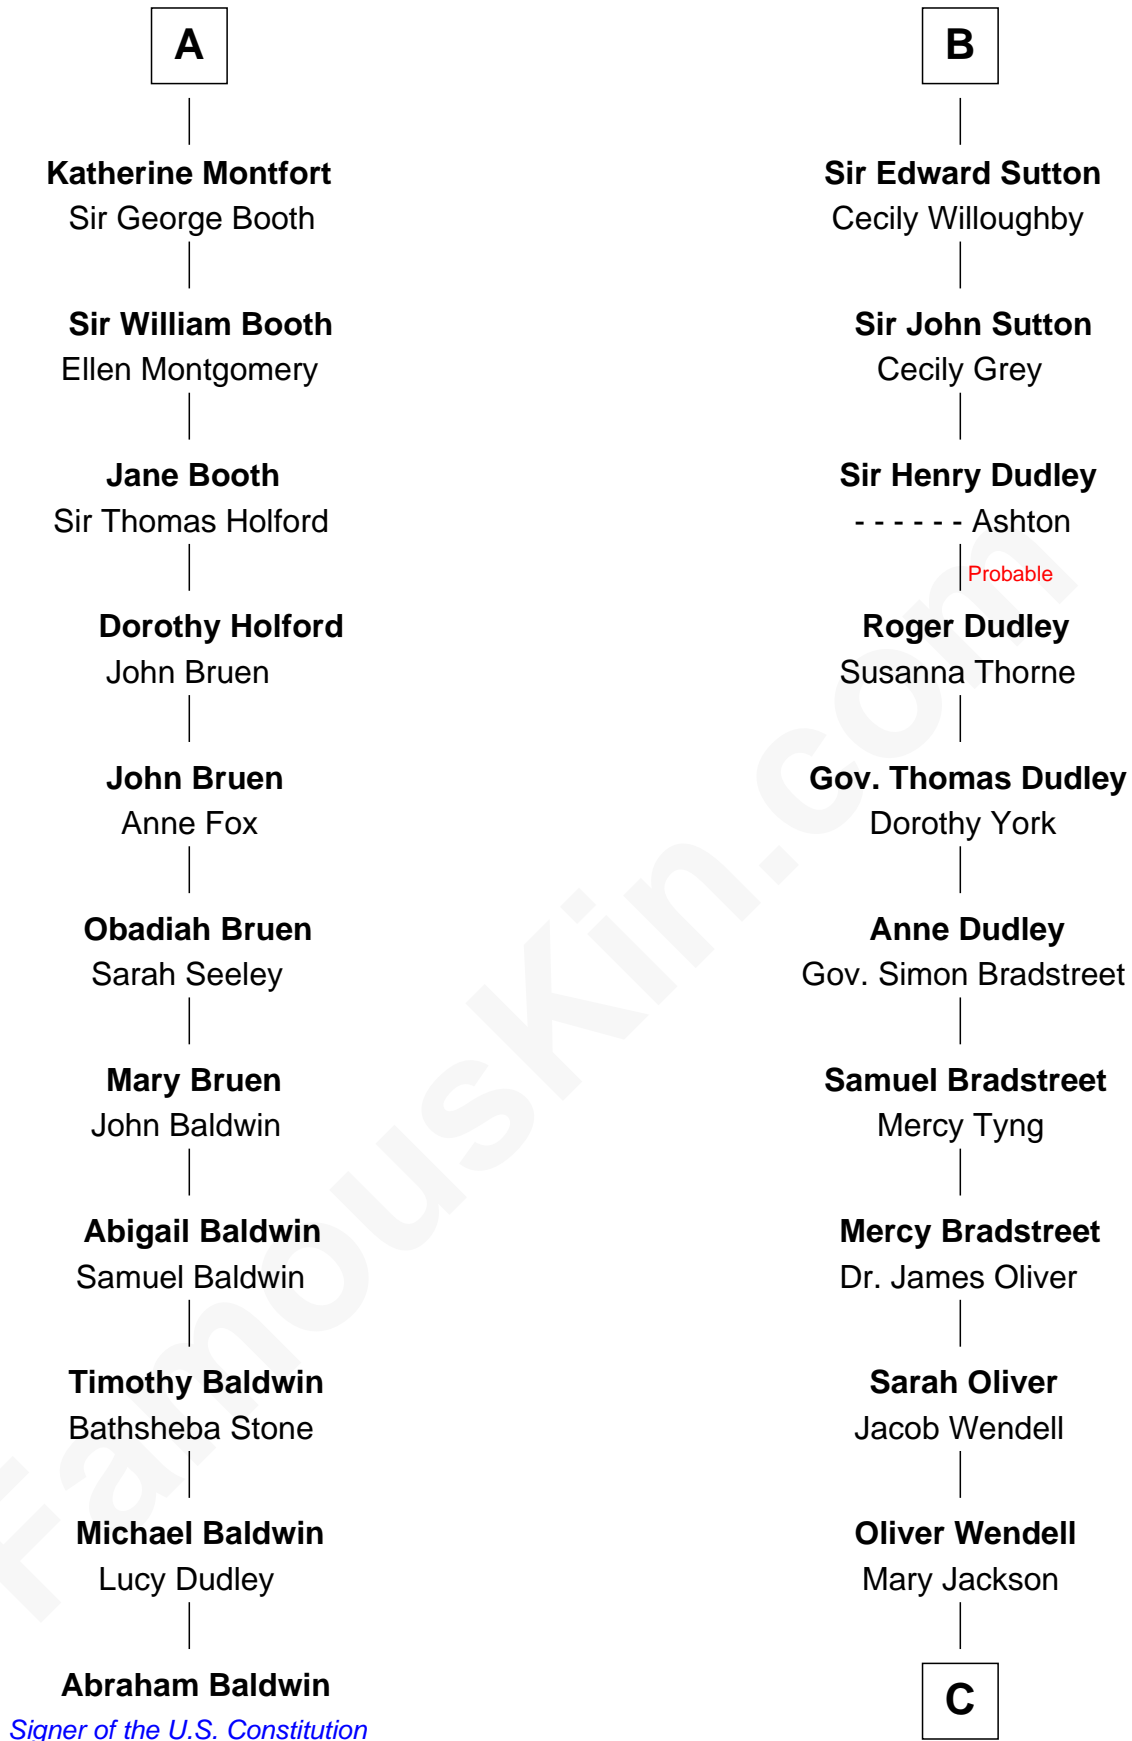 A
Katherine Montfort
Sir George Booth
Sir William Booth
Ellen Montgomery
Jane Booth
Sir Thomas Holford
Dorothy Holford
John Bruen
John Bruen
Anne Fox
Obadiah Bruen
Sarah Seeley
Mary Bruen
John Baldwin
Abigail Baldwin
Samuel Baldwin
Timothy Baldwin
Bathsheba Stone
Michael Baldwin
Lucy Dudley
Abraham Baldwin
Signer of the U.S. Constitution
B
Sir Edward Sutton
Cecily Willoughby
Sir John Sutton
Cecily Grey
Sir Henry Dudley
- - - - - - Ashton
Probable
Roger Dudley
Susanna Thorne
Gov. Thomas Dudley
Dorothy York
Anne Dudley
Gov. Simon Bradstreet
Samuel Bradstreet
Mercy Tyng
Mercy Bradstreet
Dr. James Oliver
Sarah Oliver
Jacob Wendell
Oliver Wendell
Mary Jackson
C
FamousKin.com